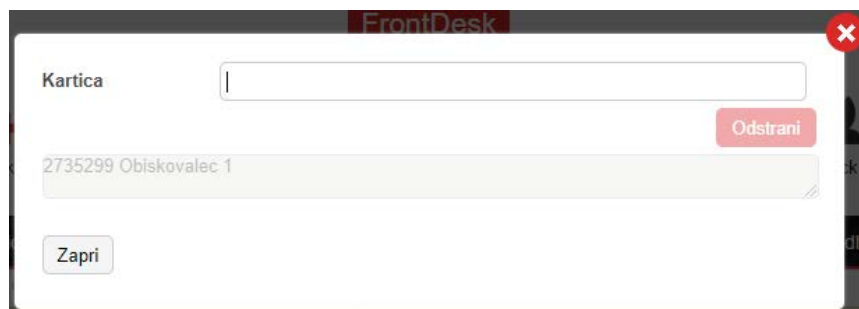 FrontDesk
Kartica
Odstrani
2735299 Obiskovalec 1
Zapri